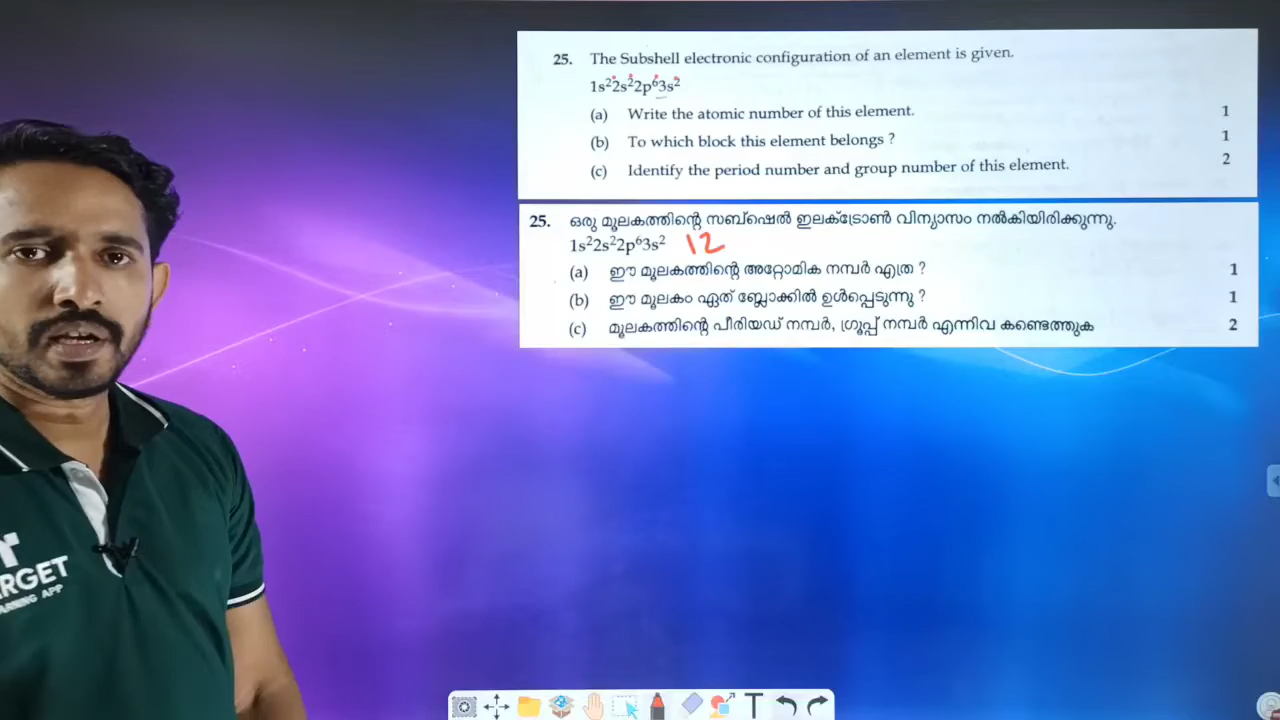 25. The Subshell electronic configuration of an element is given.
1s²2s²2p⁶3s²
(a) Write the atomic number of this element. 1
(b) To which block this element belongs ? 1
(c) Identify the period number and group number of this element. 2
25. ഒരു മൂലകത്തിന്റെ സബ്ഷെൽ ഇലക്ട്രോൺ വിന്യാസം നൽകിയിരിക്കുന്നു.
1s²2s²2p⁶3s² 12
(a) ഈ മൂലകത്തിന്റെ അറ്റോമിക നമ്പർ എത്ര ? 1
(b) ഈ മൂലകം ഏത് ബ്ലോക്കിൽ ഉൾപ്പെടുന്നു ? 1
(c) മൂലകത്തിന്റെ പീരിയഡ് നമ്പർ, ഗ്രൂപ്പ് നമ്പർ എന്നിവ കണ്ടെത്തുക 2
RGET
ARNING APP
T